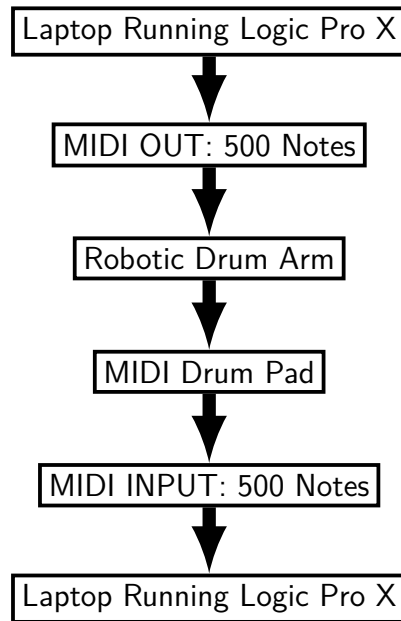 Laptop Running Logic Pro X
MIDI OUT: 500 Notes
Robotic Drum Arm
MIDI Drum Pad
MIDI INPUT: 500 Notes
Laptop Running Logic Pro X